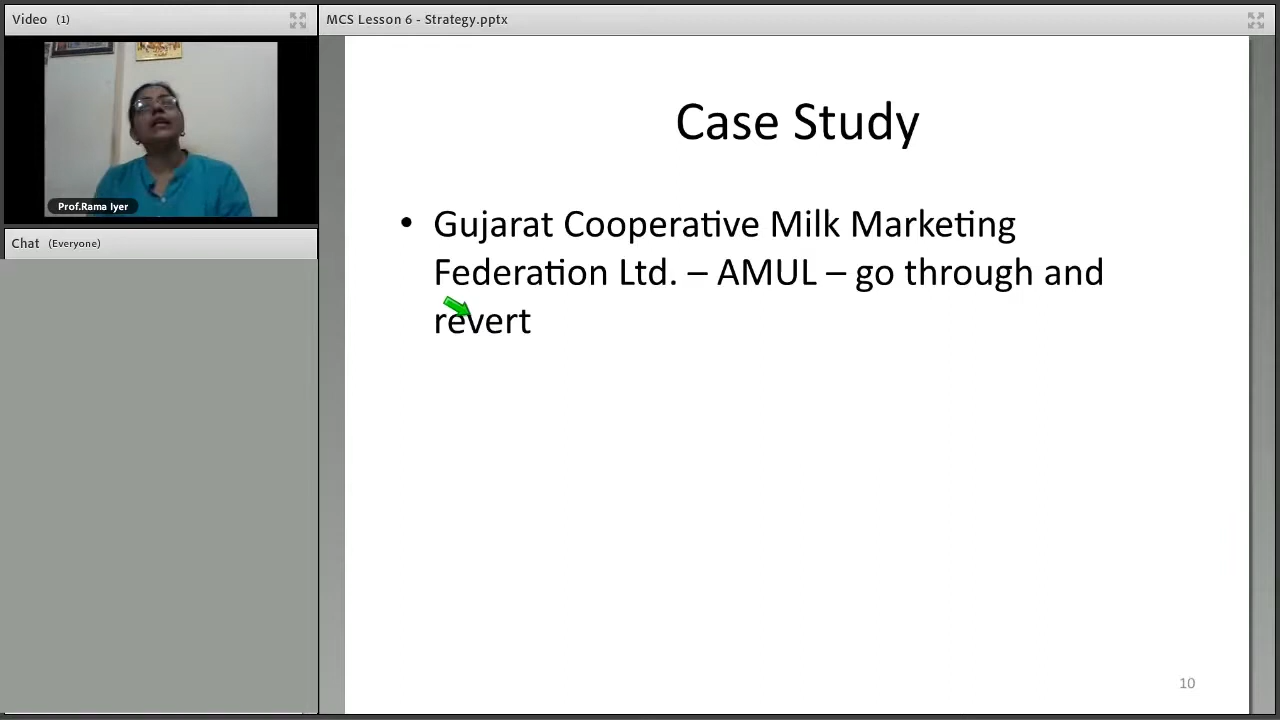 Video (1)
MCS Lesson 6 - Strategy.pptx
Prof.Rama Iyer
Chat (Everyone)
Case Study
• Gujarat Cooperative Milk Marketing
Federation Ltd. – AMUL – go through and
revert
10